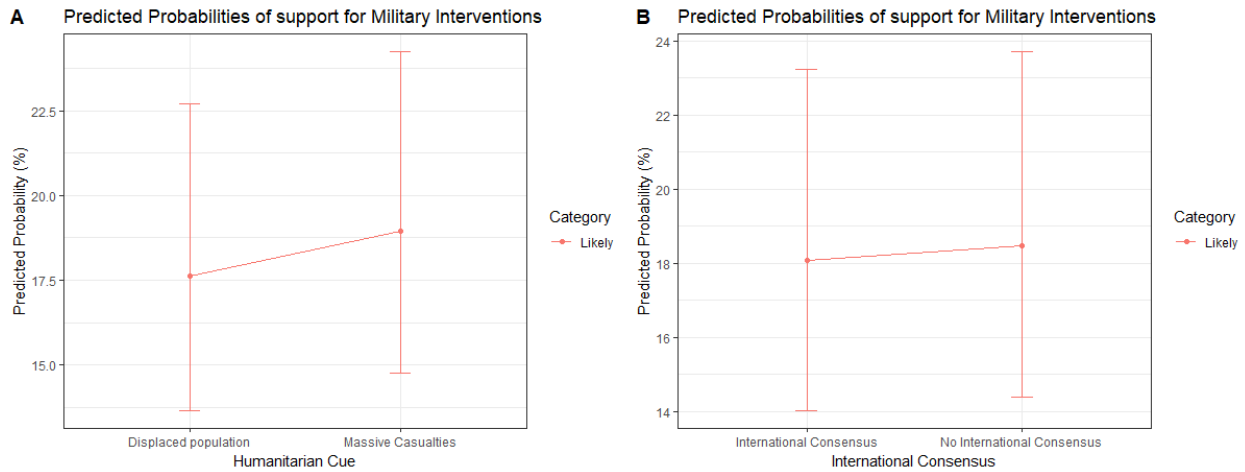 A
Predicted Probabilities of support for Military Interventions
Predicted Probability (%)
22.5
20.0
17.5
15.0
Displaced population
Massive Casualties
Humanitarian Cue
Category
Likely
B
Predicted Probabilities of support for Military Interventions
Predicted Probability (%)
24
22
20
18
16
14
International Consensus
No International Consensus
International Consensus
Category
Likely